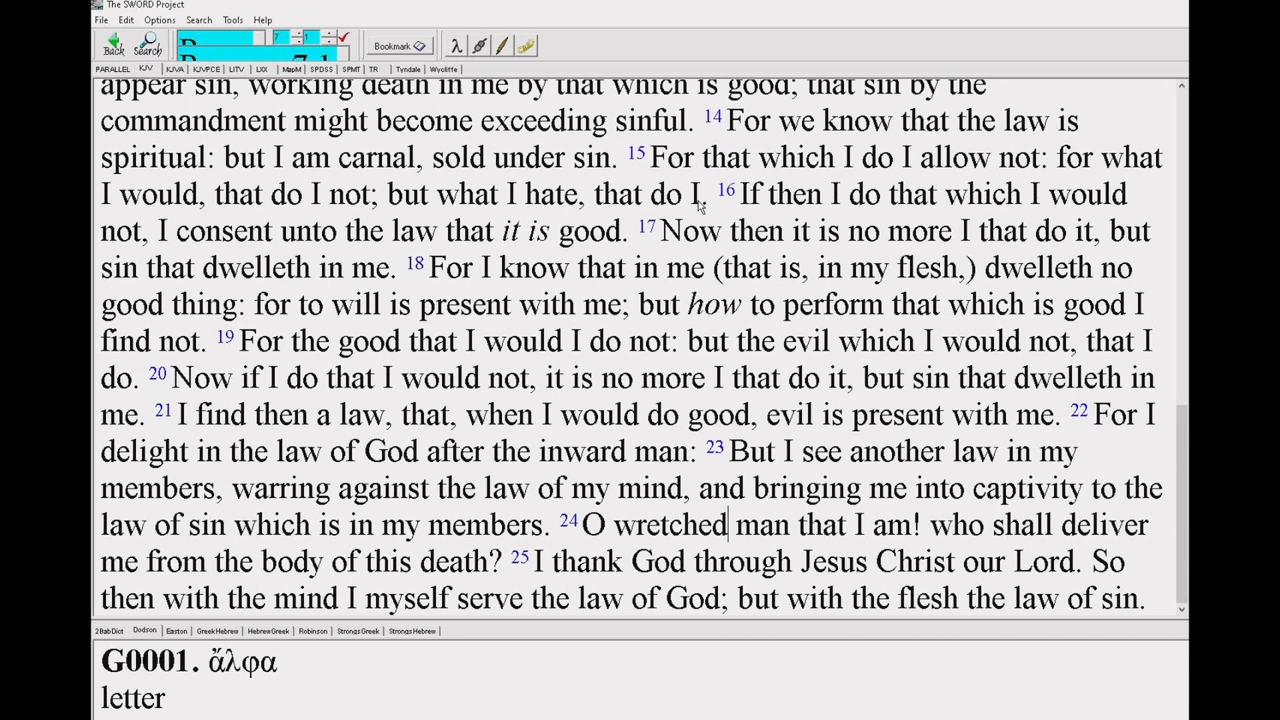 The SWORD Project
File Edit Options Search Tools Help
Back Search 7 1 Bookmark λ
PARALLEL KJV KJVA KJVPCE LITV LXX MapM SPDSS SPMT TR Tyndale Wycliffe
appear sin, working death in me by that which is good; that sin by the
commandment might become exceeding sinful. 14 For we know that the law is
spiritual: but I am carnal, sold under sin. 15 For that which I do I allow not: for what
I would, that do I not; but what I hate, that do I. 16 If then I do that which I would
not, I consent unto the law that it is good. 17 Now then it is no more I that do it, but
sin that dwelleth in me. 18 For I know that in me (that is, in my flesh,) dwelleth no
good thing: for to will is present with me; but how to perform that which is good I
find not. 19 For the good that I would I do not: but the evil which I would not, that I
do. 20 Now if I do that I would not, it is no more I that do it, but sin that dwelleth in
me. 21 I find then a law, that, when I would do good, evil is present with me. 22 For I
delight in the law of God after the inward man: 23 But I see another law in my
members, warring against the law of my mind, and bringing me into captivity to the
law of sin which is in my members. 24 O wretched man that I am! who shall deliver
me from the body of this death? 25 I thank God through Jesus Christ our Lord. So
then with the mind I myself serve the law of God; but with the flesh the law of sin.
2BabDict Dodson Easton GreekHebrew HebrewGreek Robinson StrongsGreek StrongsHebrew
G0001. ἄλφα
letter